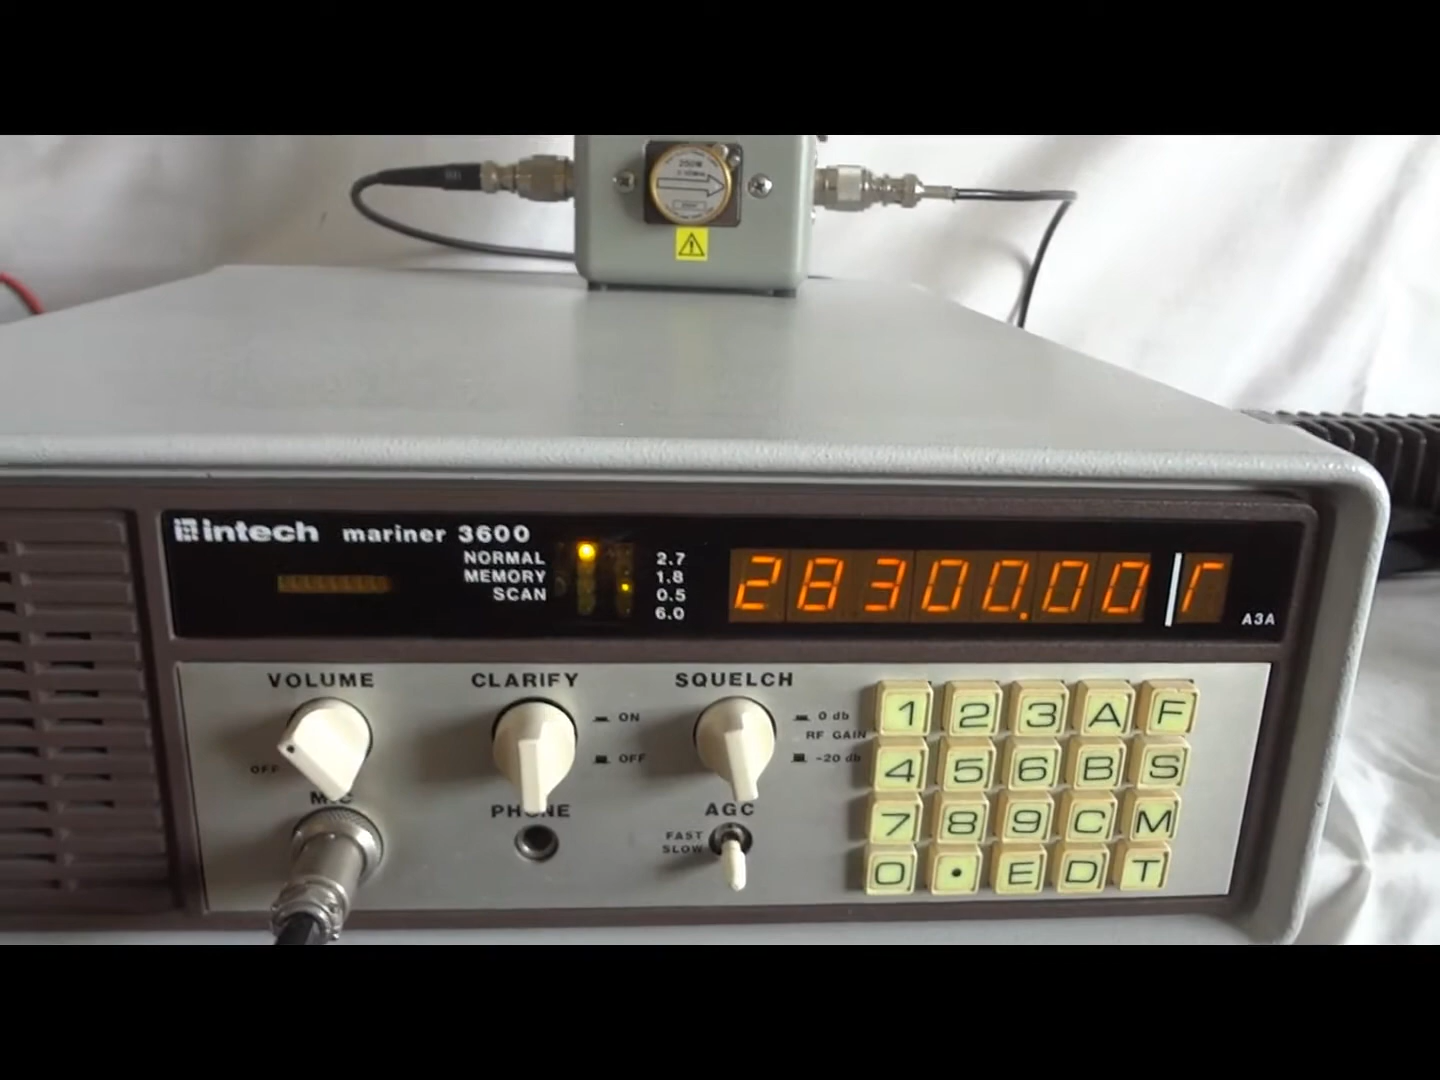 250W
intech mariner 3600
NORMAL 2.7
MEMORY 1.8
SCAN 0.5
6.0
28300.00
A3A
VOLUME
OFF
MIC
CLARIFY
ON
OFF
PHONE
SQUELCH
0 db
RF GAIN
-20 db
AGC
FAST
SLOW
1 2 3 A F
4 5 6 B S
7 8 9 C M
0 . E D T